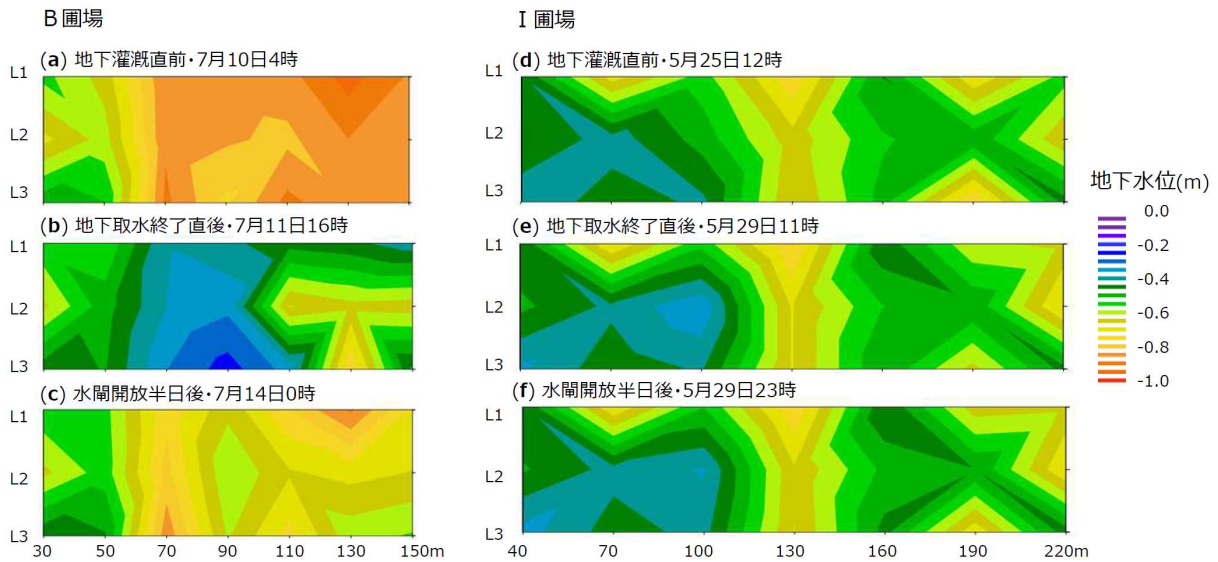 B圃場
(a) 地下灌漑直前・7月10日4時
L1
L2
L3
(b) 地下取水終了直後・7月11日16時
L1
L2
L3
(c) 水閘開放半日後・7月14日0時
L1
L2
L3
30 50 70 90 110 130 150m
I圃場
(d) 地下灌漑直前・5月25日12時
L1
L2
L3
(e) 地下取水終了直後・5月29日11時
L1
L2
L3
(f) 水閘開放半日後・5月29日23時
L1
L2
L3
40 70 100 130 160 190 220m
地下水位(m)
0.0
-0.2
-0.4
-0.6
-0.8
-1.0